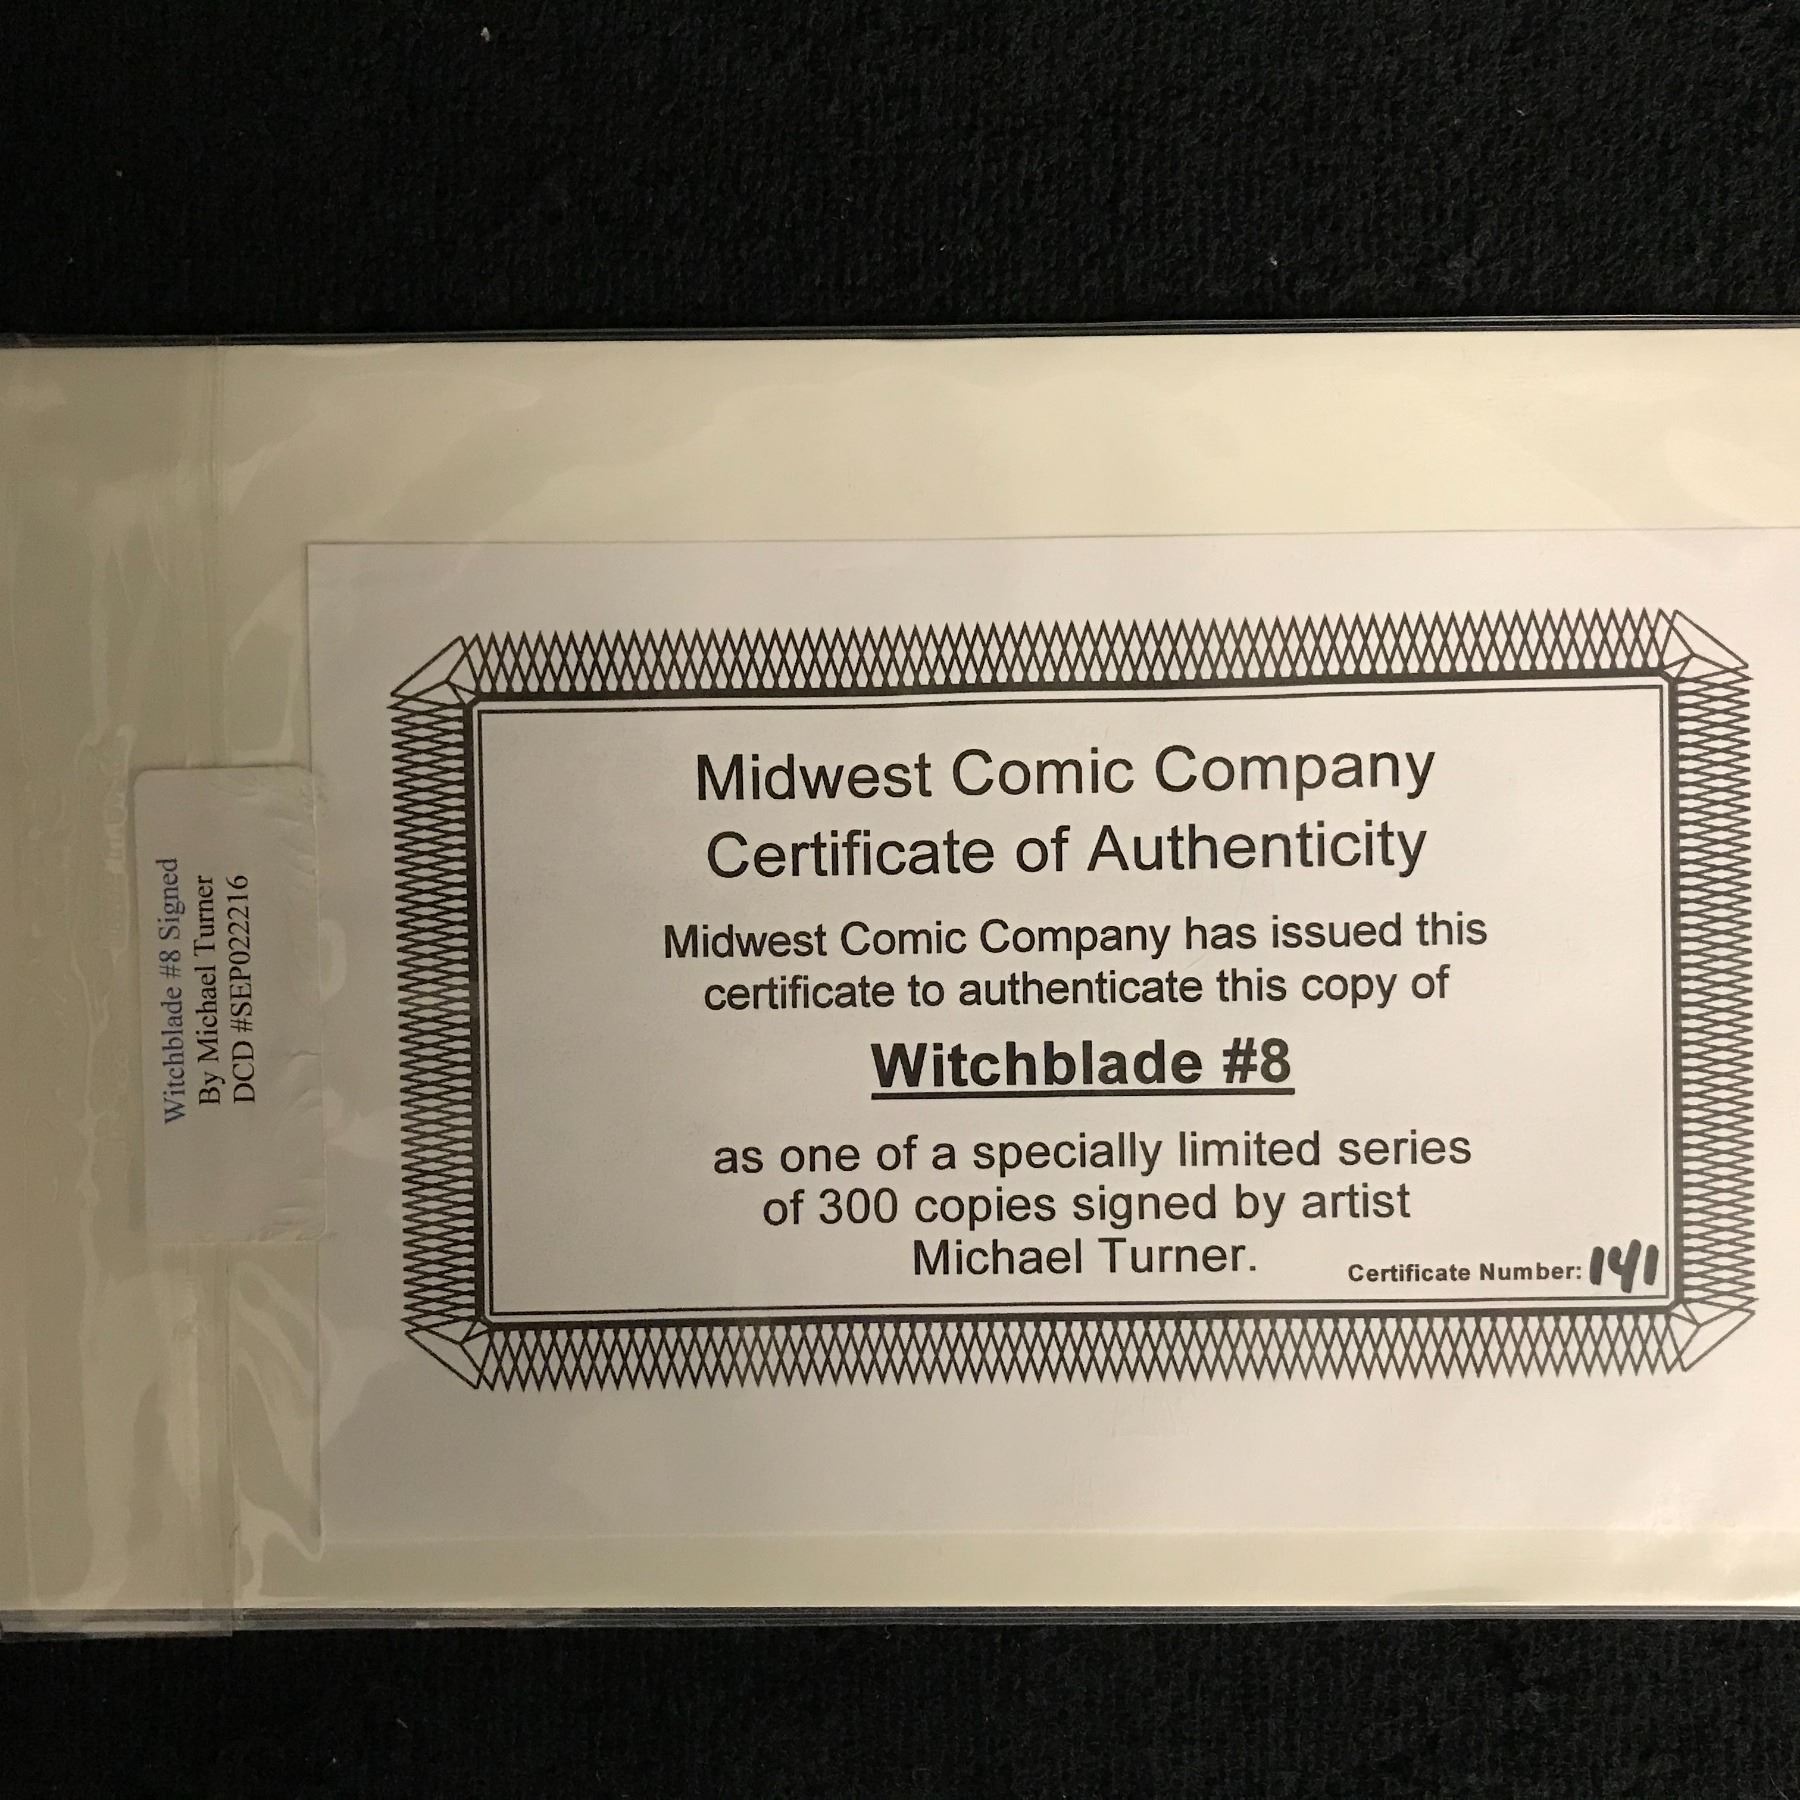 Witchblade #8 Signed
By Michael Turner
DCD #SEP022216
Midwest Comic Company
Certificate of Authenticity
Midwest Comic Company has issued this
certificate to authenticate this copy of
Witchblade #8
as one of a specially limited series
of 300 copies signed by artist
Michael Turner.
Certificate Number: 141